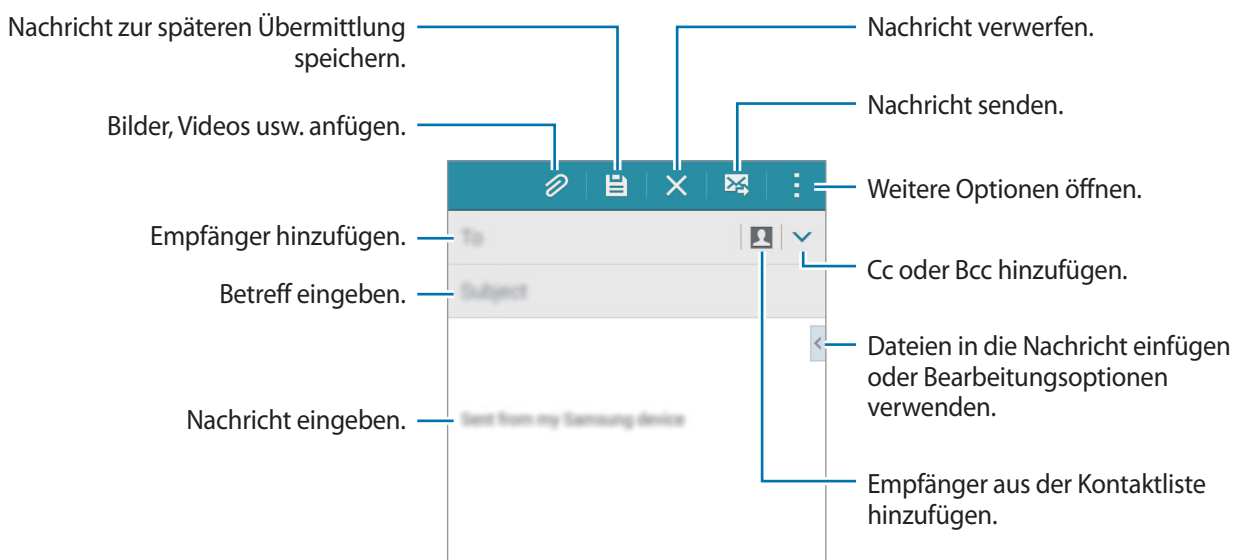 Nachricht zur späteren Übermittlung
speichern.
Bilder, Videos usw. anfügen.
Empfänger hinzufügen.
Betreff eingeben.
Nachricht eingeben.
To
Subject
Sent from my Samsung device
Nachricht verwerfen.
Nachricht senden.
Weitere Optionen öffnen.
Cc oder Bcc hinzufügen.
Dateien in die Nachricht einfügen
oder Bearbeitungsoptionen
verwenden.
Empfänger aus der Kontaktliste
hinzufügen.